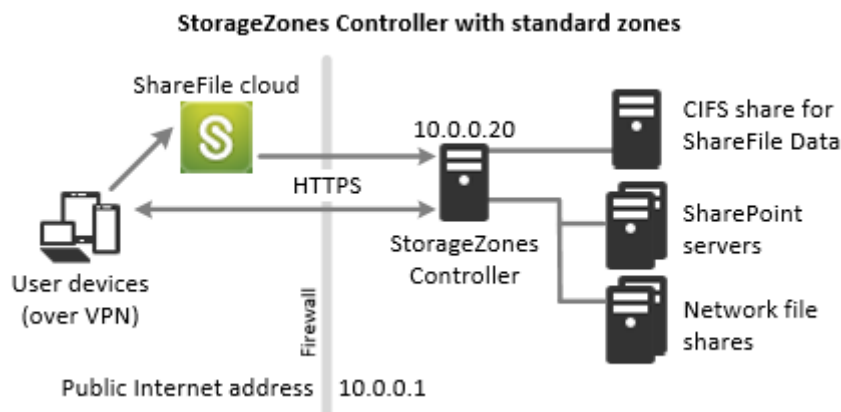 StorageZones Controller with standard zones
ShareFile cloud
S
10.0.0.20
CIFS share for
ShareFile Data
HTTPS
SharePoint
servers
StorageZones
Controller
User devices
(over VPN)
Network file
shares
Firewall
Public Internet address
10.0.0.1